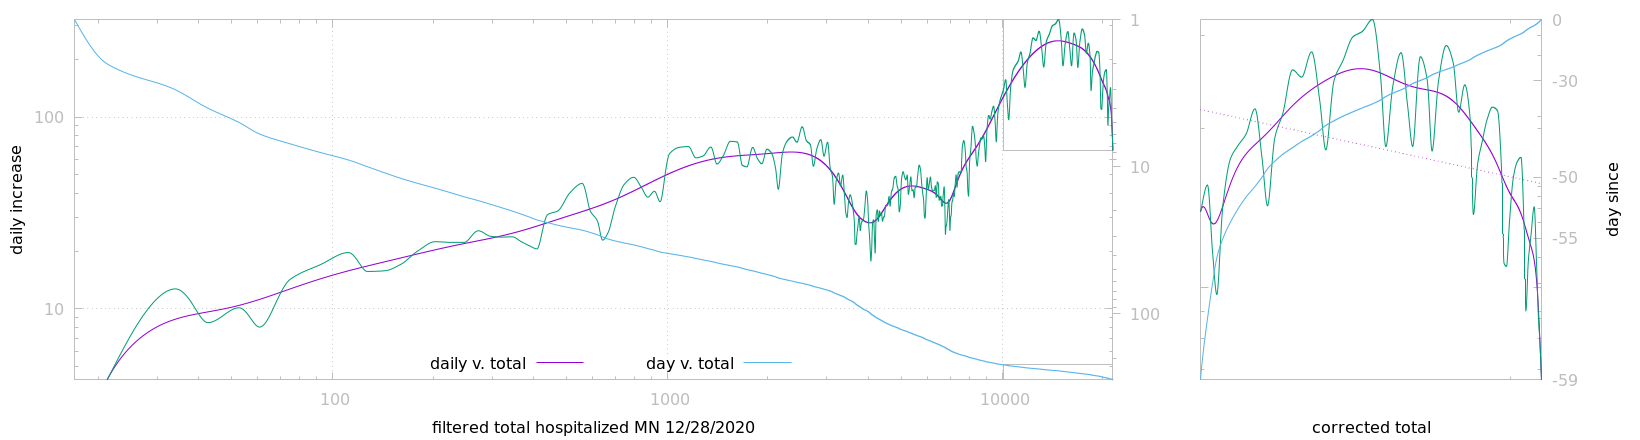 daily increase
100
10
daily v. total
day v. total
100
1000
10000
filtered total hospitalized MN 12/28/2020
1
10
100
0
-30
-50
-55
-59
day since
corrected total